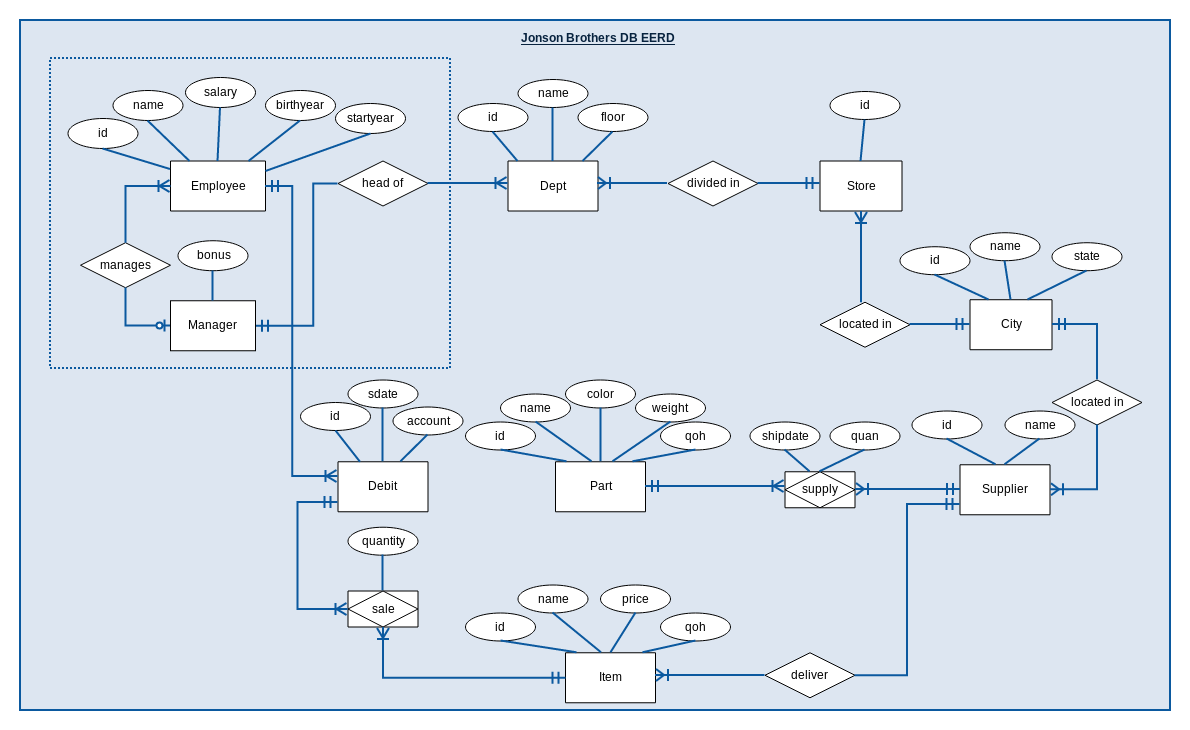 Jonson Brothers DB EERD
id
name
salary
birthyear
startyear
Employee
head of
manages
bonus
Manager
id
name
floor
Dept
divided in
id
Store
located in
id
name
state
City
located in
id
sdate
account
Debit
id
name
color
weight
qoh
Part
shipdate
quan
supply
id
name
Supplier
quantity
sale
id
name
price
qoh
Item
deliver